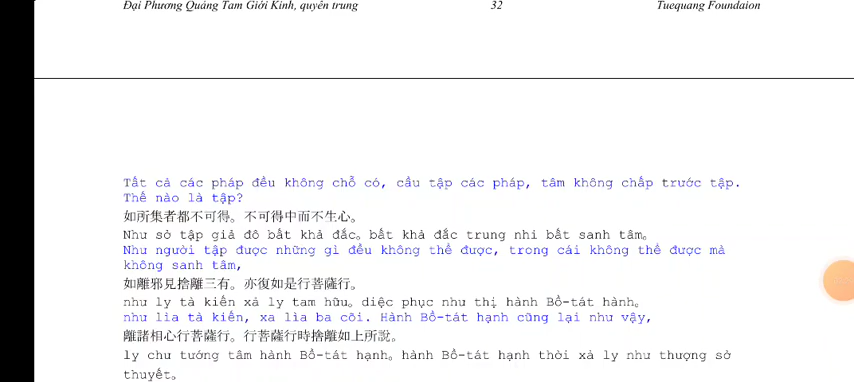 Đại Phương Quảng Tam Giới Kinh, quyển trung 32 Tuequang Foundaion
Tất cả các pháp đều không chỗ có, cầu tập các pháp, tâm không chấp trước tập.
Thế nào là tập?
如所集者都不可得。不可得中而不生心。
Như sở tập giả đô bất khả đắc。bất khả đắc trung nhi bất sanh tâm。
Như người tập được những gì đều không thể được, trong cái không thể được mà
không sanh tâm,
如離邪見捨離三有。亦復如是行菩薩行。
như ly tà kiến xả ly tam hữu。diệc phục như thị hành Bồ-tát hành。
như lìa tà kiến, xa lìa ba cõi. Hành Bồ-tát hạnh cũng lại như vậy,
離諸相心行菩薩行。行菩薩行時捨離如上所說。
ly chu tướng tâm hành Bồ-tát hạnh。hành Bồ-tát hạnh thời xả ly như thượng sở
thuyết。